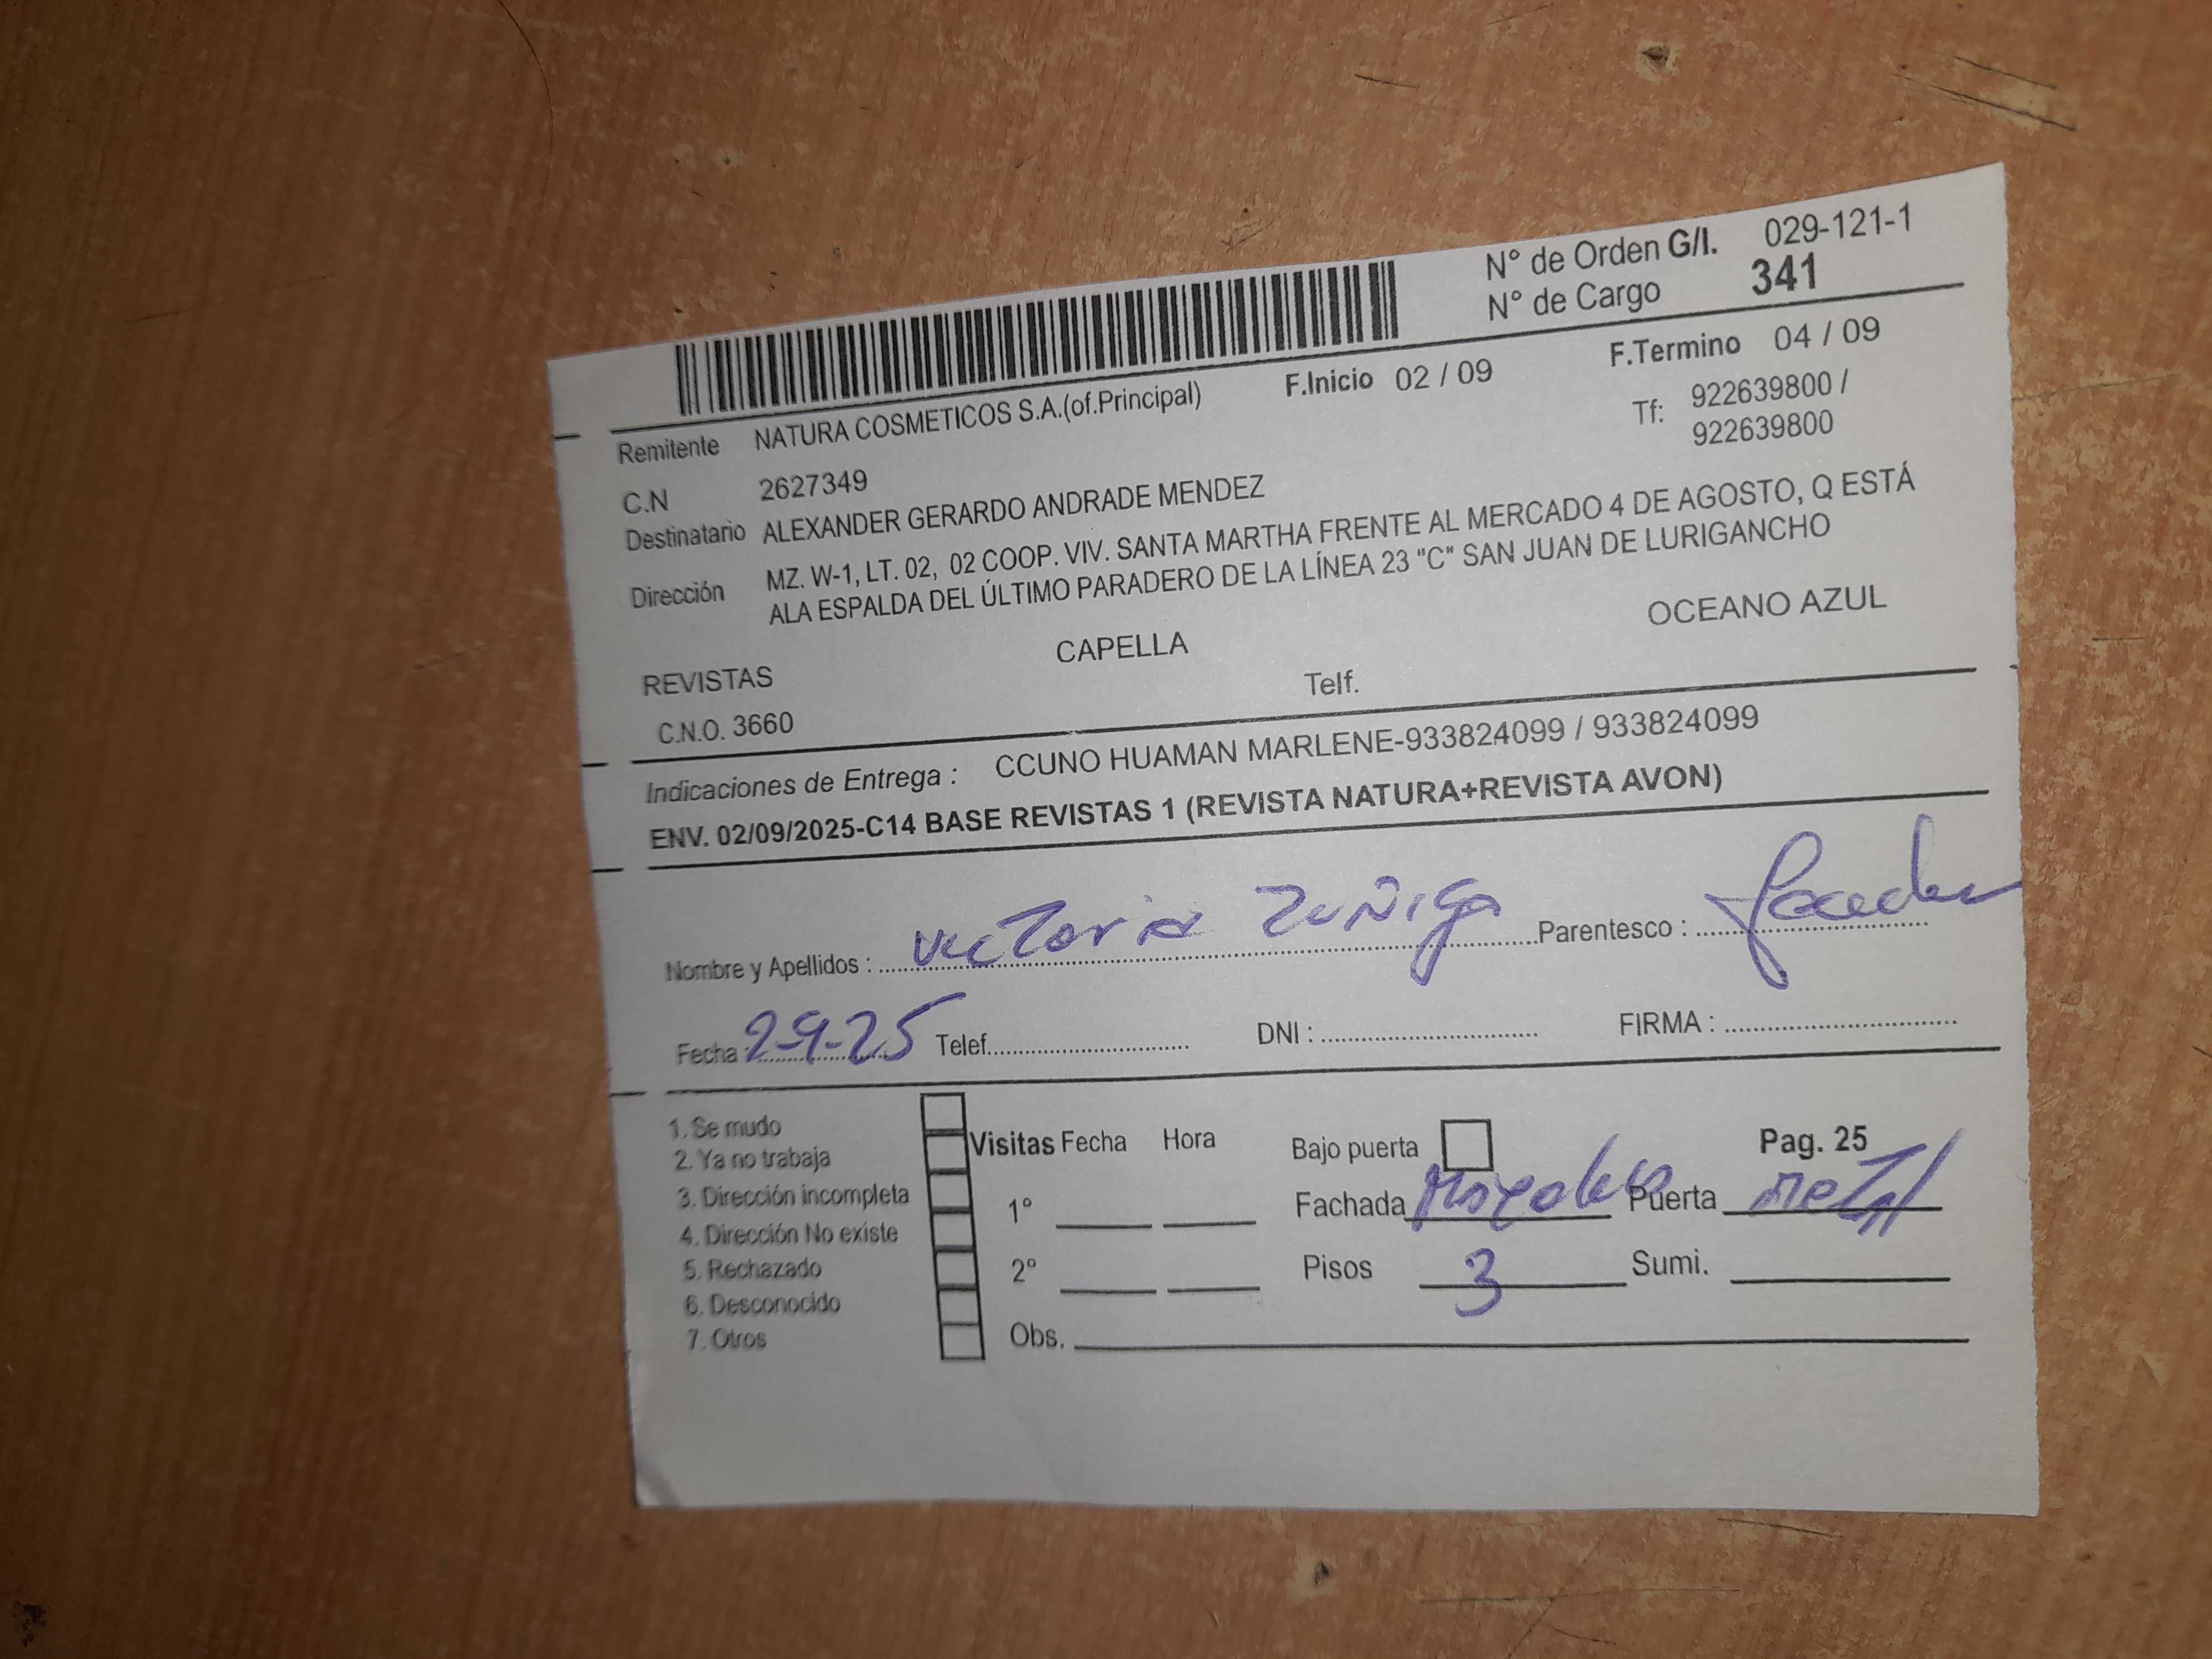 N° de Orden G/I. 029-121-1
N° de Cargo 341
Remitente NATURA COSMETICOS S.A.(of.Principal) F.Inicio 02 / 09 F.Termino 04 / 09
C.N 2627349 Tf: 922639800 /
922639800
Destinatario ALEXANDER GERARDO ANDRADE MENDEZ
Dirección MZ. W-1, LT. 02, 02 COOP. VIV. SANTA MARTHA FRENTE AL MERCADO 4 DE AGOSTO, Q ESTÁ
ALA ESPALDA DEL ÚLTIMO PARADERO DE LA LÍNEA 23 "C" SAN JUAN DE LURIGANCHO
REVISTAS CAPELLA OCEANO AZUL
C.N.O. 3660 Telf.
Indicaciones de Entrega : CCUNO HUAMAN MARLENE-933824099 / 933824099
ENV. 02/09/2025-C14 BASE REVISTAS 1 (REVISTA NATURA+REVISTA AVON)
Nombre y Apellidos : Victoria Zuñiga Parentesco :
Fecha : 2-9-25 Telef. DNI : FIRMA :
1. Se mudo
2. Ya no trabaja Visitas Fecha Hora Bajo puerta Pag. 25
3. Dirección incompleta 1° Fachada Puerta metal
4. Dirección No existe
5. Rechazado 2° Pisos 3 Sumi.
6. Desconocido
7. Otros Obs.